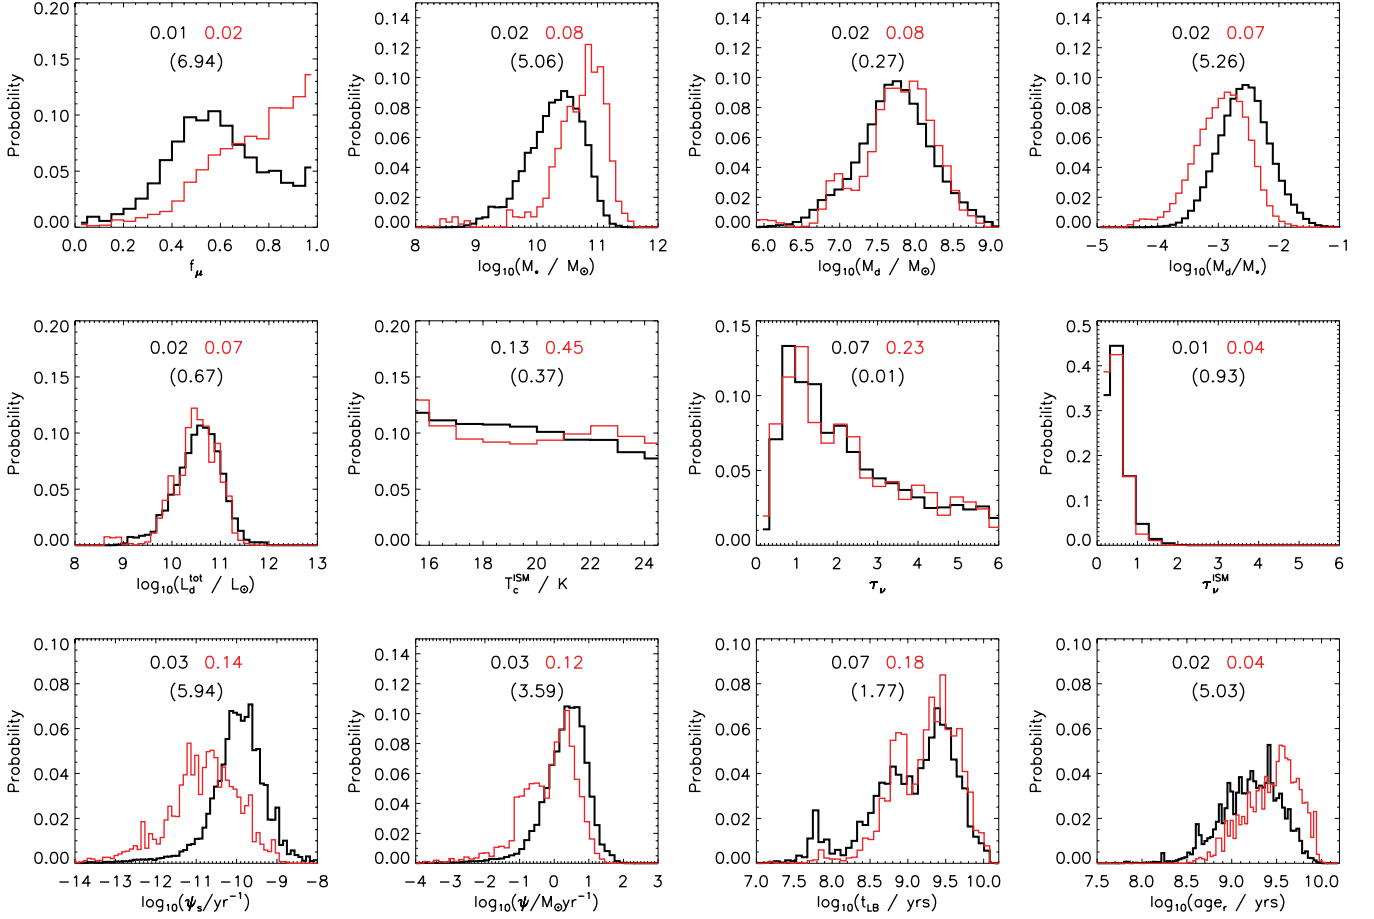 0.20
0.15
0.10
0.05
0.00
Probability
0.01 0.02
(6.94)
0.0 0.2 0.4 0.6 0.8 1.0
f_μ
0.14
0.12
0.10
0.08
0.06
0.04
0.02
0.00
Probability
0.02 0.08
(5.06)
8 9 10 11 12
log₁₀(M⋆ / M⊙)
0.14
0.12
0.10
0.08
0.06
0.04
0.02
0.00
Probability
0.02 0.08
(0.27)
6.0 6.5 7.0 7.5 8.0 8.5 9.0
log₁₀(M_d / M⊙)
0.14
0.12
0.10
0.08
0.06
0.04
0.02
0.00
Probability
0.02 0.07
(5.26)
−5 −4 −3 −2 −1
log₁₀(M_d/M⋆)
0.20
0.15
0.10
0.05
0.00
Probability
0.02 0.07
(0.67)
8 9 10 11 12 13
log₁₀(L_d^tot / L⊙)
0.20
0.15
0.10
0.05
0.00
Probability
0.13 0.45
(0.37)
16 18 20 22 24
T_c^ISM / K
0.15
0.10
0.05
0.00
Probability
0.07 0.23
(0.01)
0 1 2 3 4 5 6
τ_ν
0.5
0.4
0.3
0.2
0.1
0.0
Probability
0.01 0.04
(0.93)
0 1 2 3 4 5 6
τ_ν^ISM
0.10
0.08
0.06
0.04
0.02
0.00
Probability
0.03 0.14
(5.94)
−14 −13 −12 −11 −10 −9 −8
log₁₀(ψ_s/yr⁻¹)
0.14
0.12
0.10
0.08
0.06
0.04
0.02
0.00
Probability
0.03 0.12
(3.59)
−4 −3 −2 −1 0 1 2 3
log₁₀(ψ/M⊙yr⁻¹)
0.10
0.08
0.06
0.04
0.02
0.00
Probability
0.07 0.18
(1.77)
7.0 7.5 8.0 8.5 9.0 9.5 10.0
log₁₀(t_LB / yrs)
0.08
0.06
0.04
0.02
0.00
Probability
0.02 0.04
(5.03)
7.5 8.0 8.5 9.0 9.5 10.0
log₁₀(age_r / yrs)